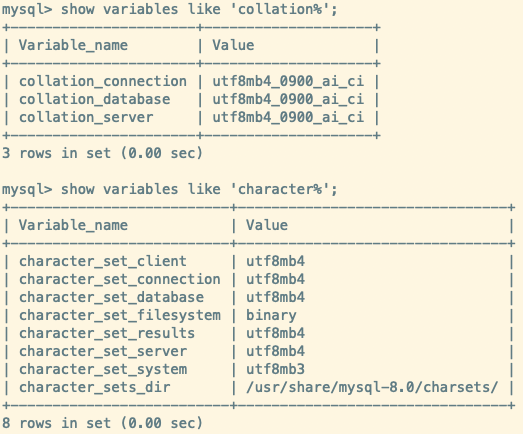 mysql> show variables like 'collation%';
+----------------------+--------------------+
| Variable_name        | Value              |
+----------------------+--------------------+
| collation_connection | utf8mb4_0900_ai_ci |
| collation_database   | utf8mb4_0900_ai_ci |
| collation_server     | utf8mb4_0900_ai_ci |
+----------------------+--------------------+
3 rows in set (0.00 sec)
mysql> show variables like 'character%';
+--------------------------+--------------------------------+
| Variable_name            | Value                          |
+--------------------------+--------------------------------+
| character_set_client     | utf8mb4                        |
| character_set_connection | utf8mb4                        |
| character_set_database   | utf8mb4                        |
| character_set_filesystem | binary                         |
| character_set_results    | utf8mb4                        |
| character_set_server     | utf8mb4                        |
| character_set_system     | utf8mb3                        |
| character_sets_dir       | /usr/share/mysql-8.0/charsets/ |
+--------------------------+--------------------------------+
8 rows in set (0.00 sec)